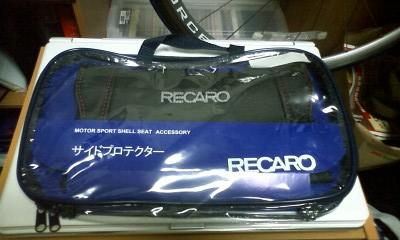 RECARO
MOTOR SPORT SHELL SEAT ACCESSORY
サイドプロテクター
RECARO